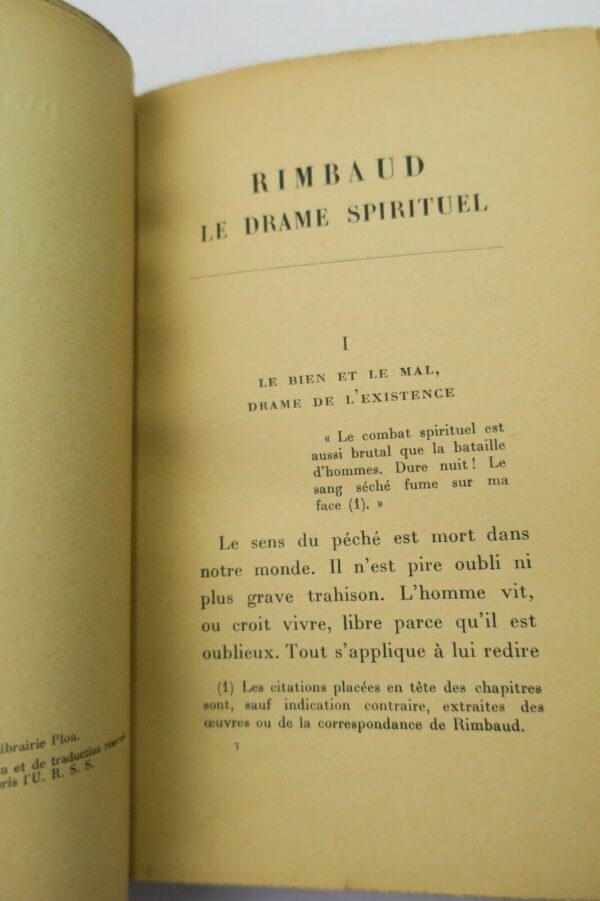 RIMBAUD
LE DRAME SPIRITUEL
I
LE BIEN ET LE MAL,
DRAME DE L'EXISTENCE
« Le combat spirituel est
aussi brutal que la bataille
d'hommes. Dure nuit! Le
sang séché fume sur ma
face (1). »
Le sens du péché est mort dans
notre monde. Il n'est pire oubli ni
plus grave trahison. L'homme vit,
ou croit vivre, libre parce qu'il est
oublieux. Tout s'applique à lui redire
(1) Les citations placées en tête des chapitres
sont, sauf indication contraire, extraites des
œuvres ou de la correspondance de Rimbaud.
7
ibrairie Plon.
et de traduction
pris l'U. R. S. S.